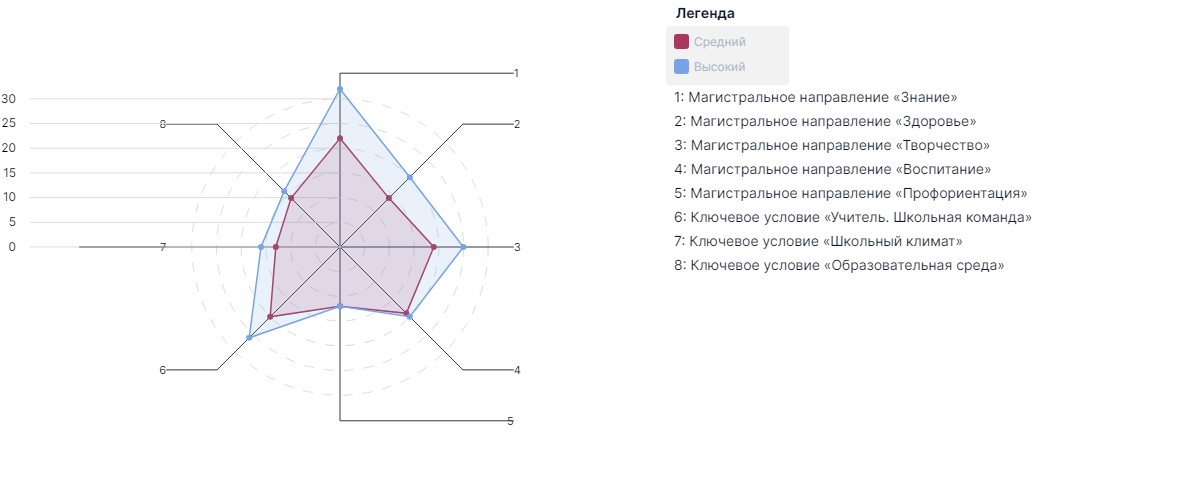 Легенда
Средний
Высокий
1: Магистральное направление «Знание»
2: Магистральное направление «Здоровье»
3: Магистральное направление «Творчество»
4: Магистральное направление «Воспитание»
5: Магистральное направление «Профориентация»
6: Ключевое условие «Учитель. Школьная команда»
7: Ключевое условие «Школьный климат»
8: Ключевое условие «Образовательная среда»
1
30
25
8
2
20
15
10
5
0
7
3
6
4
5